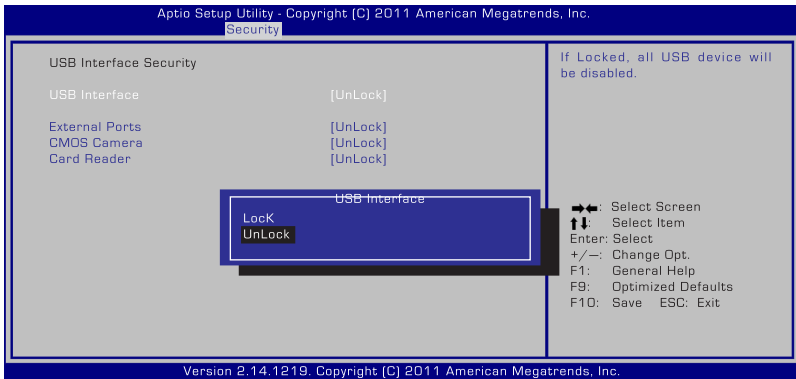 Aptio Setup Utility - Copyright (C) 2011 American Megatrends, Inc.
Security
USB Interface Security
USB Interface [UnLock]
External Ports [UnLock]
CMOS Camera [UnLock]
Card Reader [UnLock]
USB Interface
LocK
UnLock
If Locked, all USB device will
be disabled.
→←: Select Screen
↑↓: Select Item
Enter: Select
+/—: Change Opt.
F1: General Help
F9: Optimized Defaults
F10: Save ESC: Exit
Version 2.14.1219. Copyright (C) 2011 American Megatrends, Inc.